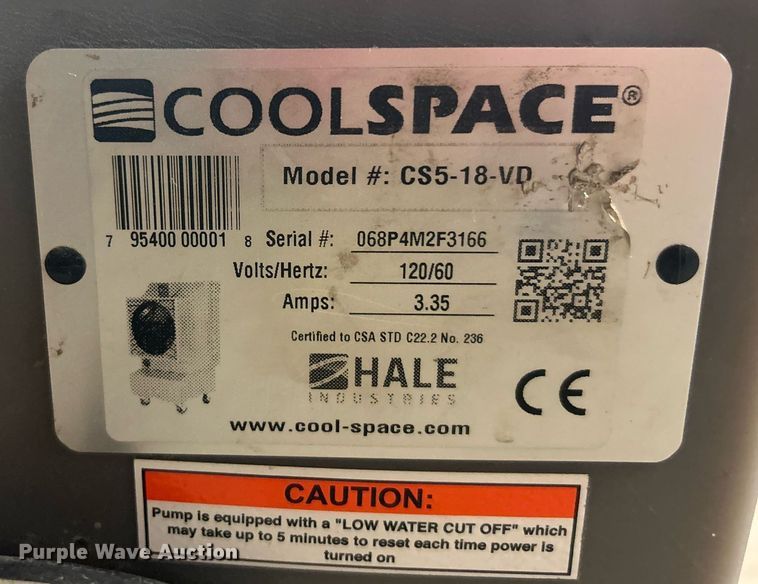 COOLSPACE®
Model #: CS5-18-VD
7 95400 00001 8
Serial #: 068P4M2F3166
Volts/Hertz: 120/60
Amps: 3.35
Certified to CSA STD C22.2 No. 236
HALE
INDUSTRIES
CE
www.cool-space.com
CAUTION:
Pump is equipped with a "LOW WATER CUT OFF" which
may take up to 5 minutes to reset each time power is
turned on
Purple Wave Auction